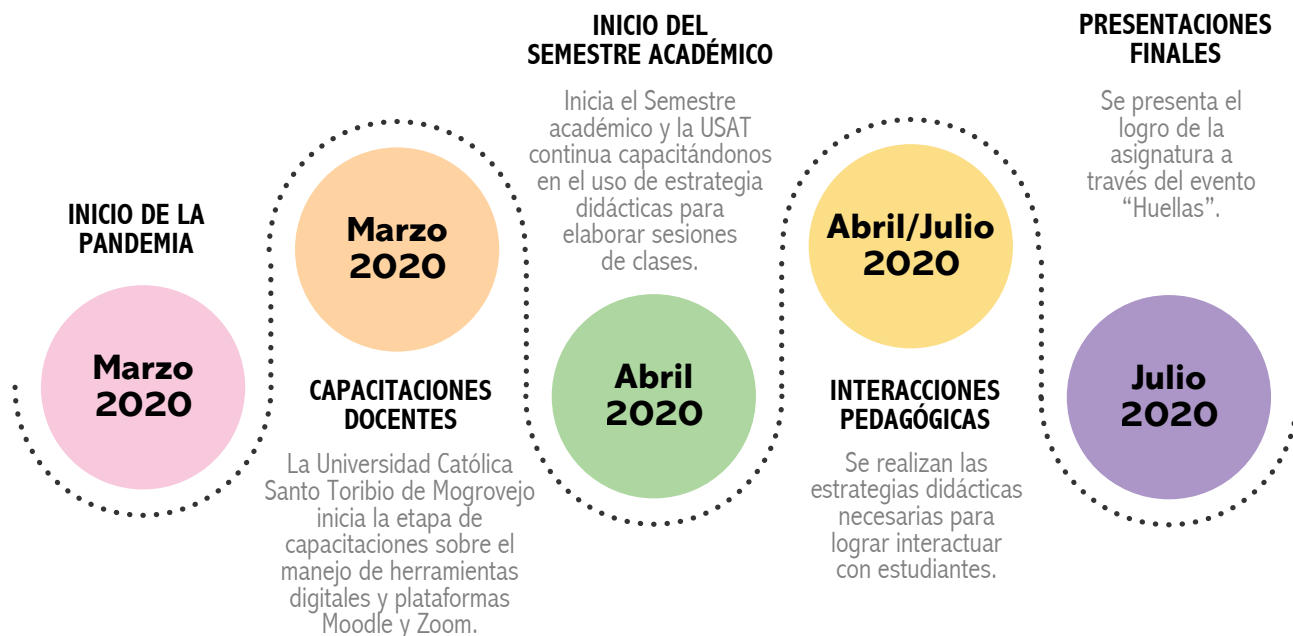 INICIO DE LA
PANDEMIA
Marzo
2020
Marzo
2020
CAPACITACIONES
DOCENTES
La Universidad Católica
Santo Toribio de Mogrovejo
inicia la etapa de
capacitaciones sobre el
manejo de herramientas
digitales y plataformas
Moodle y Zoom.
INICIO DEL
SEMESTRE ACADÉMICO
Inicia el Semestre
académico y la USAT
continua capacitándonos
en el uso de estrategia
didácticas para
elaborar sesiones
de clases.
Abril
2020
Abril/Julio
2020
INTERACCIONES
PEDAGÓGICAS
Se realizan las
estrategias didácticas
necesarias para
lograr interactuar
con estudiantes.
PRESENTACIONES
FINALES
Se presenta el
logro de la
asignatura a
través del evento
“Huellas”.
Julio
2020